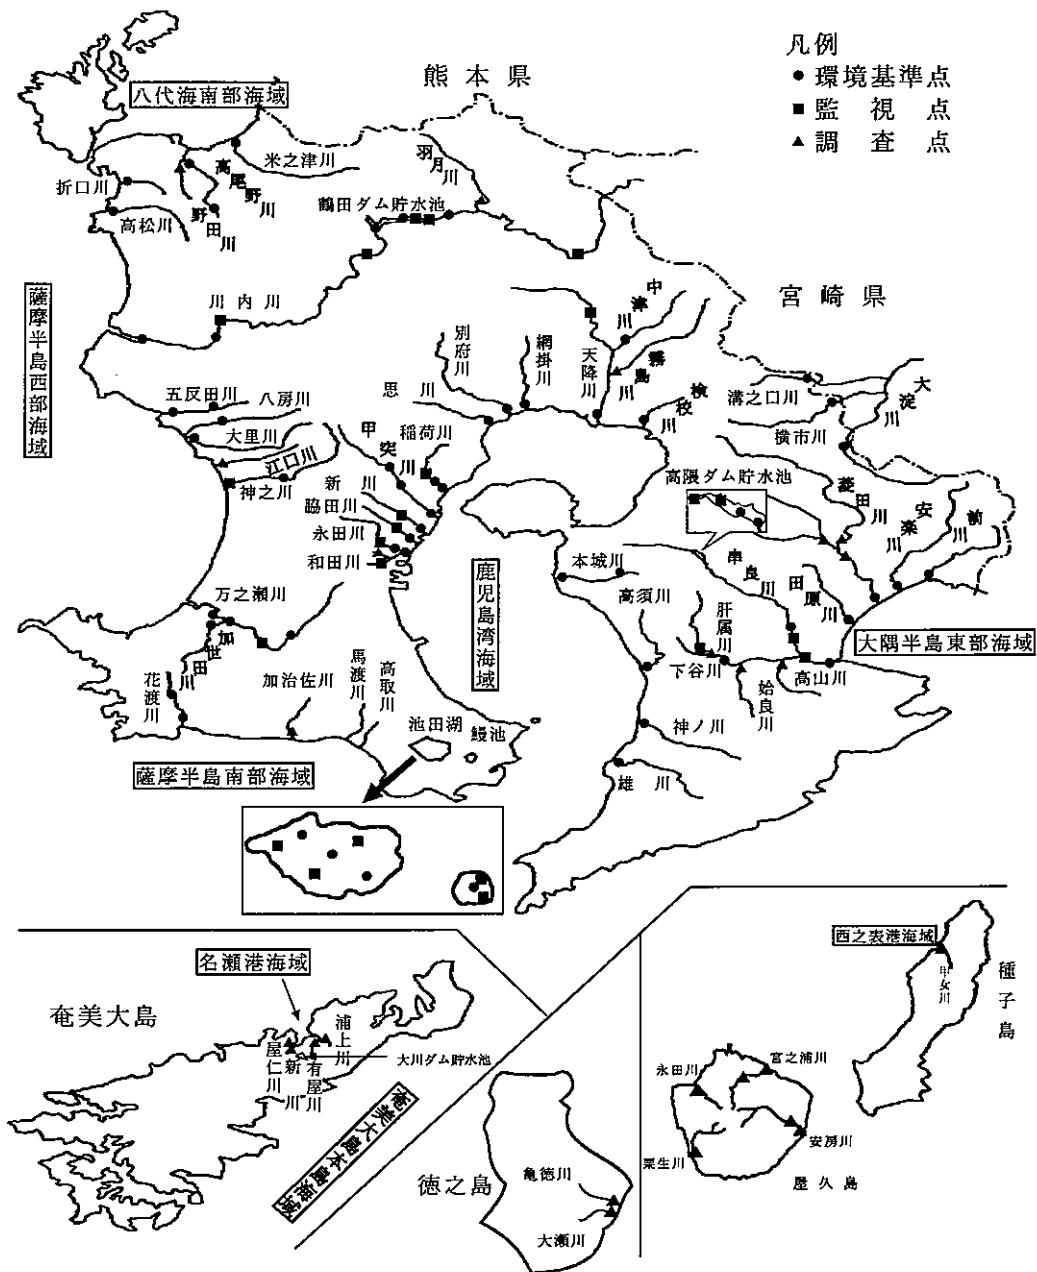 凡例
● 環境基準点
■ 監視点
▲ 調査点
熊本県
八代海南部海域
米之津川
羽月川
高尾野川
折口川
野田川
高松川
鶴田ダム貯水池
宮崎県
薩摩半島西部海域
川内川
中津川
霧島川
天降川
網掛川
別府川
思川
検校川
溝之口川
大淀川
横市川
五反田川
八房川
大里川
江口川
神之川
甲突川
稲荷川
新川
脇田川
永田川
和田川
高隈ダム貯水池
菱田川
安楽川
前川
鹿児島湾海域
本城川
高須川
串良川
田原川
肝属川
大隅半島東部海域
下谷川
高山川
姶良川
万之瀬川
加世田川
花渡川
加治佐川
馬渡川
高取川
池田湖
鰻池
神ノ川
雄川
薩摩半島南部海域
名瀬港海域
奄美大島
浦上川
大川ダム貯水池
屋仁川
新川
有屋川
奄美大島本島海域
徳之島
亀徳川
大瀬川
西之表港海域
甲女川
種子島
永田川
宮之浦川
安房川
栗生川
屋久島